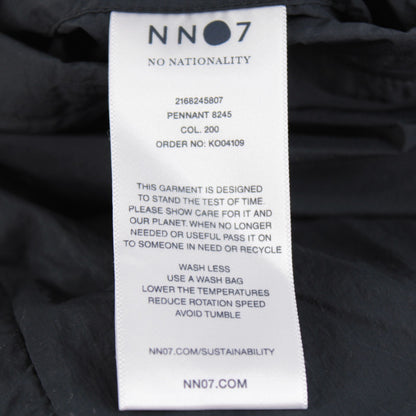 NN07
NO NATIONALITY
2168245807
PENNANT 8245
COL. 200
ORDER NO: KO04109
THIS GARMENT IS DESIGNED
TO STAND THE TEST OF TIME.
PLEASE SHOW CARE FOR IT AND
OUR PLANET. WHEN NO LONGER
NEEDED OR USEFUL PASS IT ON
TO SOMEONE IN NEED OR RECYCLE
WASH LESS
USE A WASH BAG
LOWER THE TEMPERATURES
REDUCE ROTATION SPEED
AVOID TUMBLE
NN07.COM/SUSTAINABILITY
NN07.COM